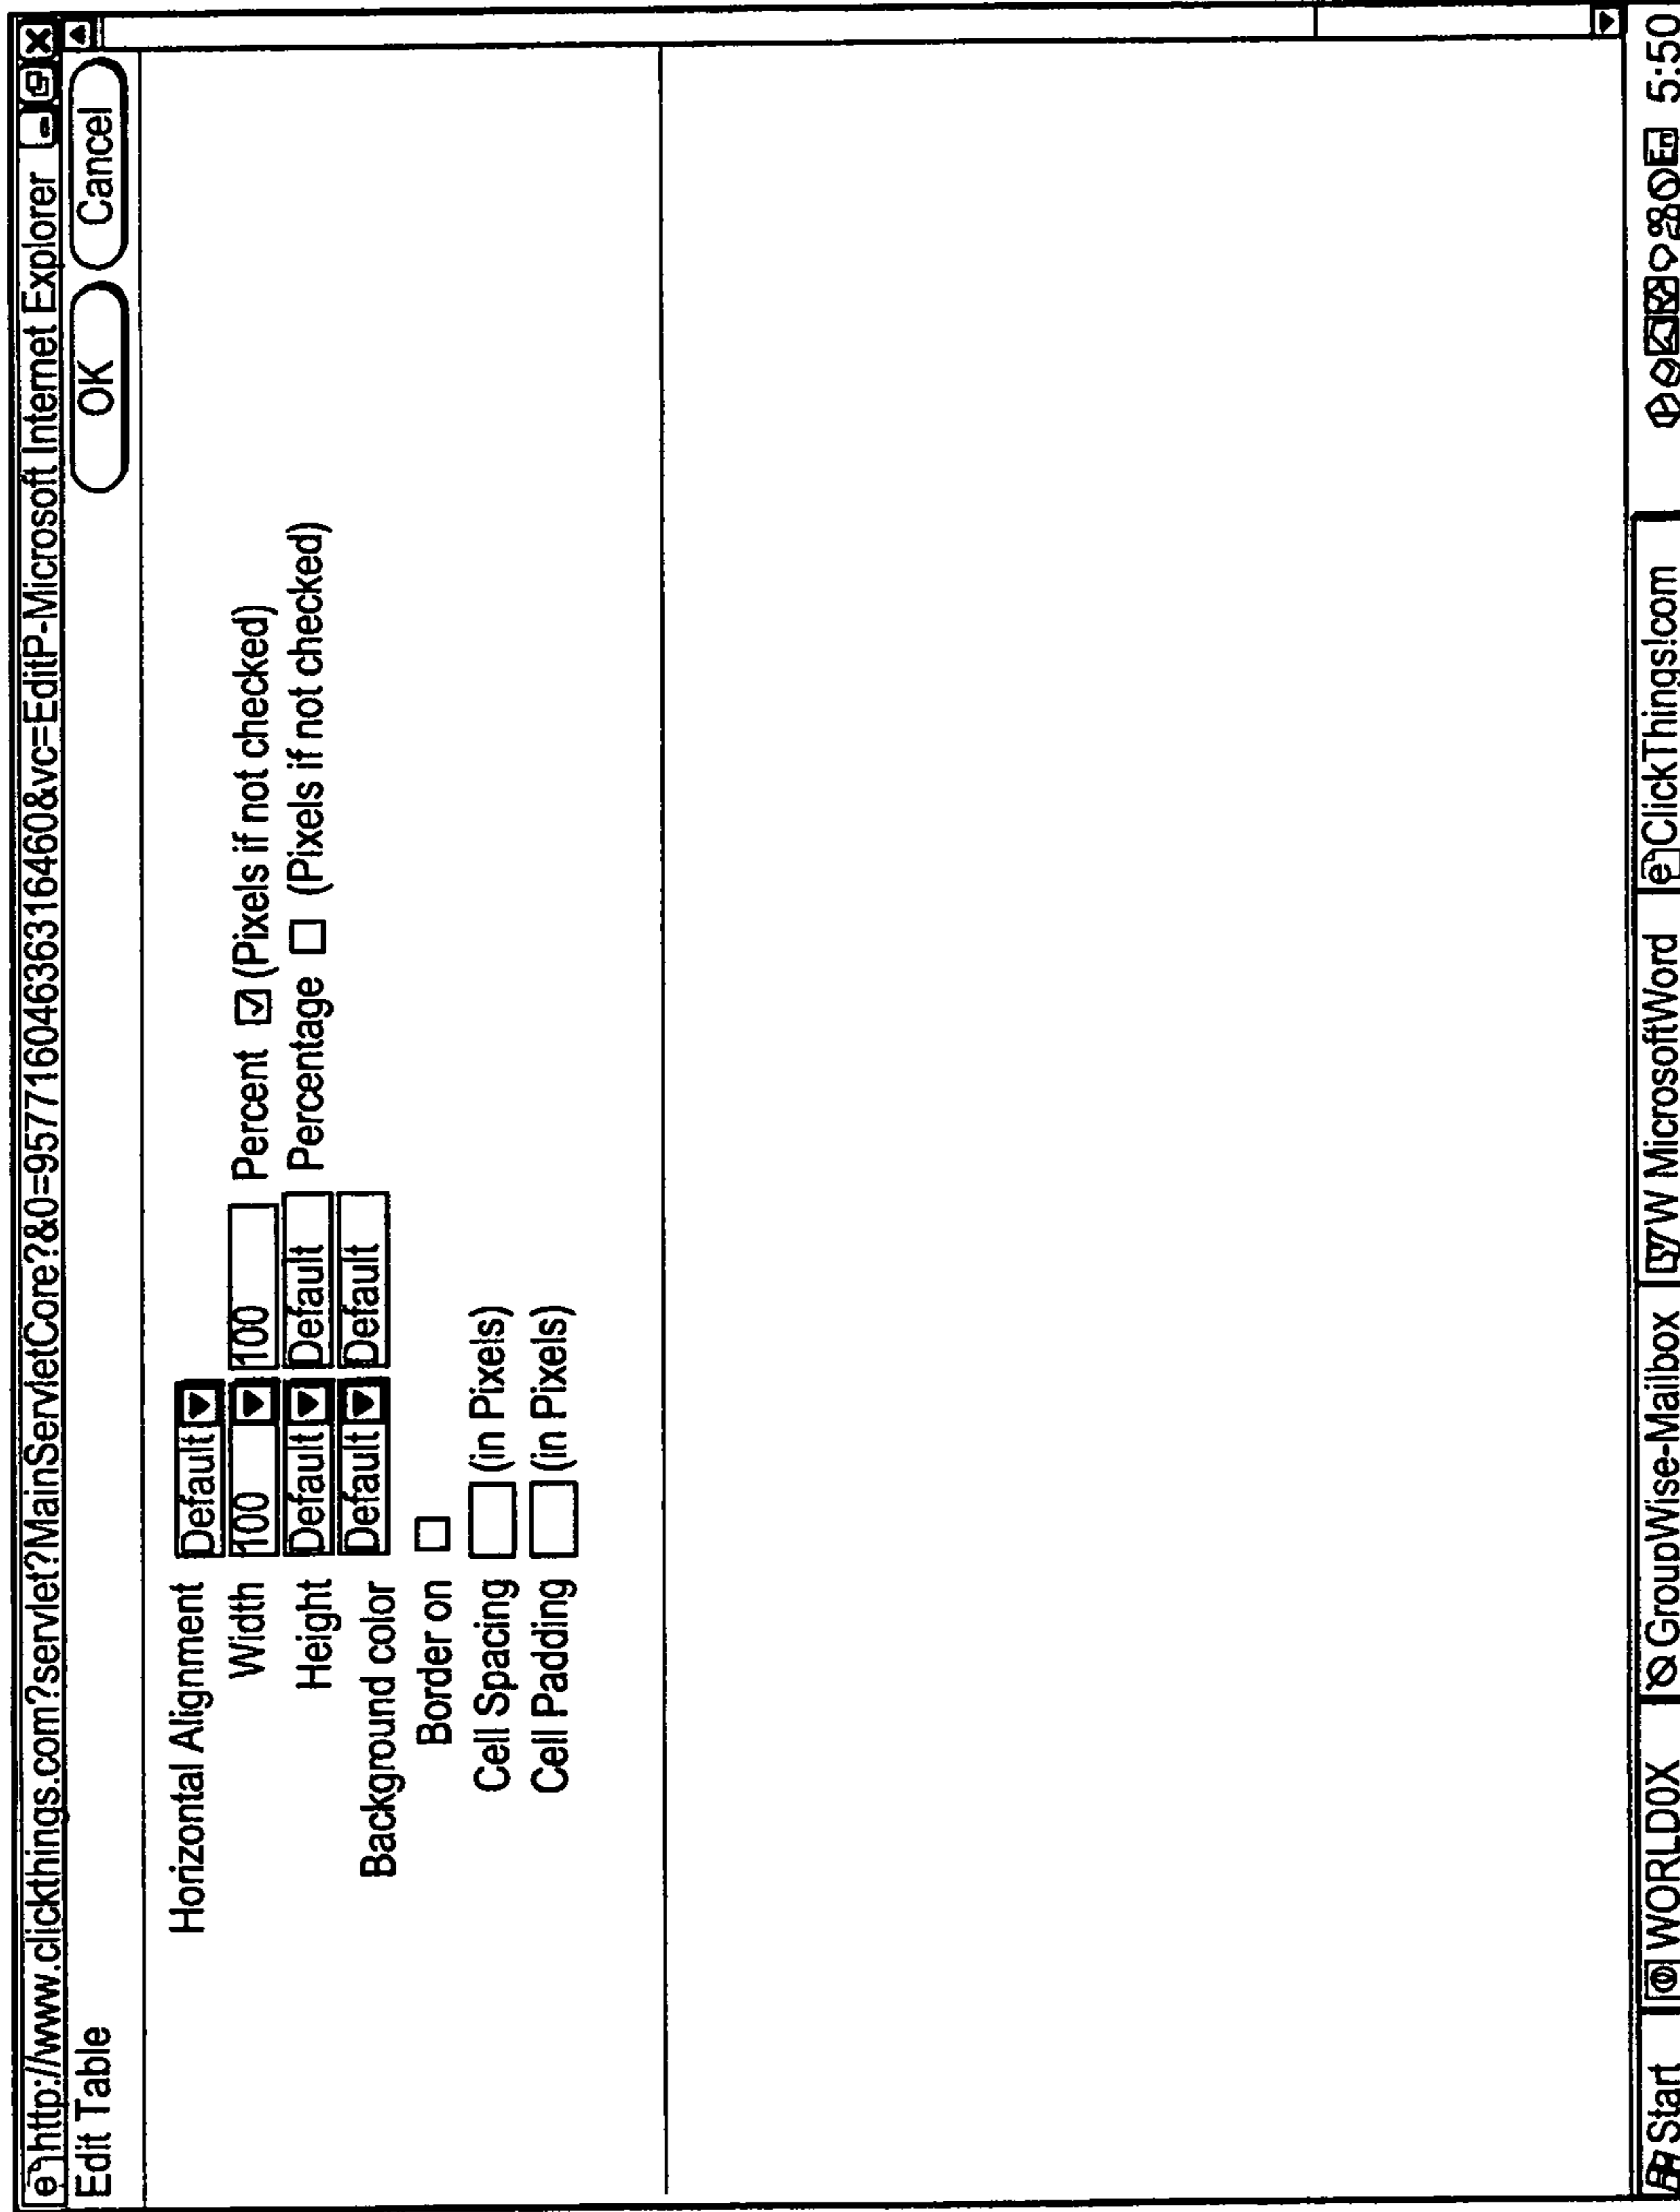 http://www.clickthings.com?servlet?MainServletCore?&0=9577160463631646​0&vc=EditP-Microsoft Internet Explorer
Edit Table OK Cancel
Horizontal Alignment Default
Width 100 100 Percent (Pixels if not checked)
Height Default Default Percentage (Pixels if not checked)
Background color Default Default
Border on
Cell Spacing (in Pixels)
Cell Padding (in Pixels)
Start WORLDOX GroupWise-Mailbox W MicrosoftWord ClickThings!com En 5:50